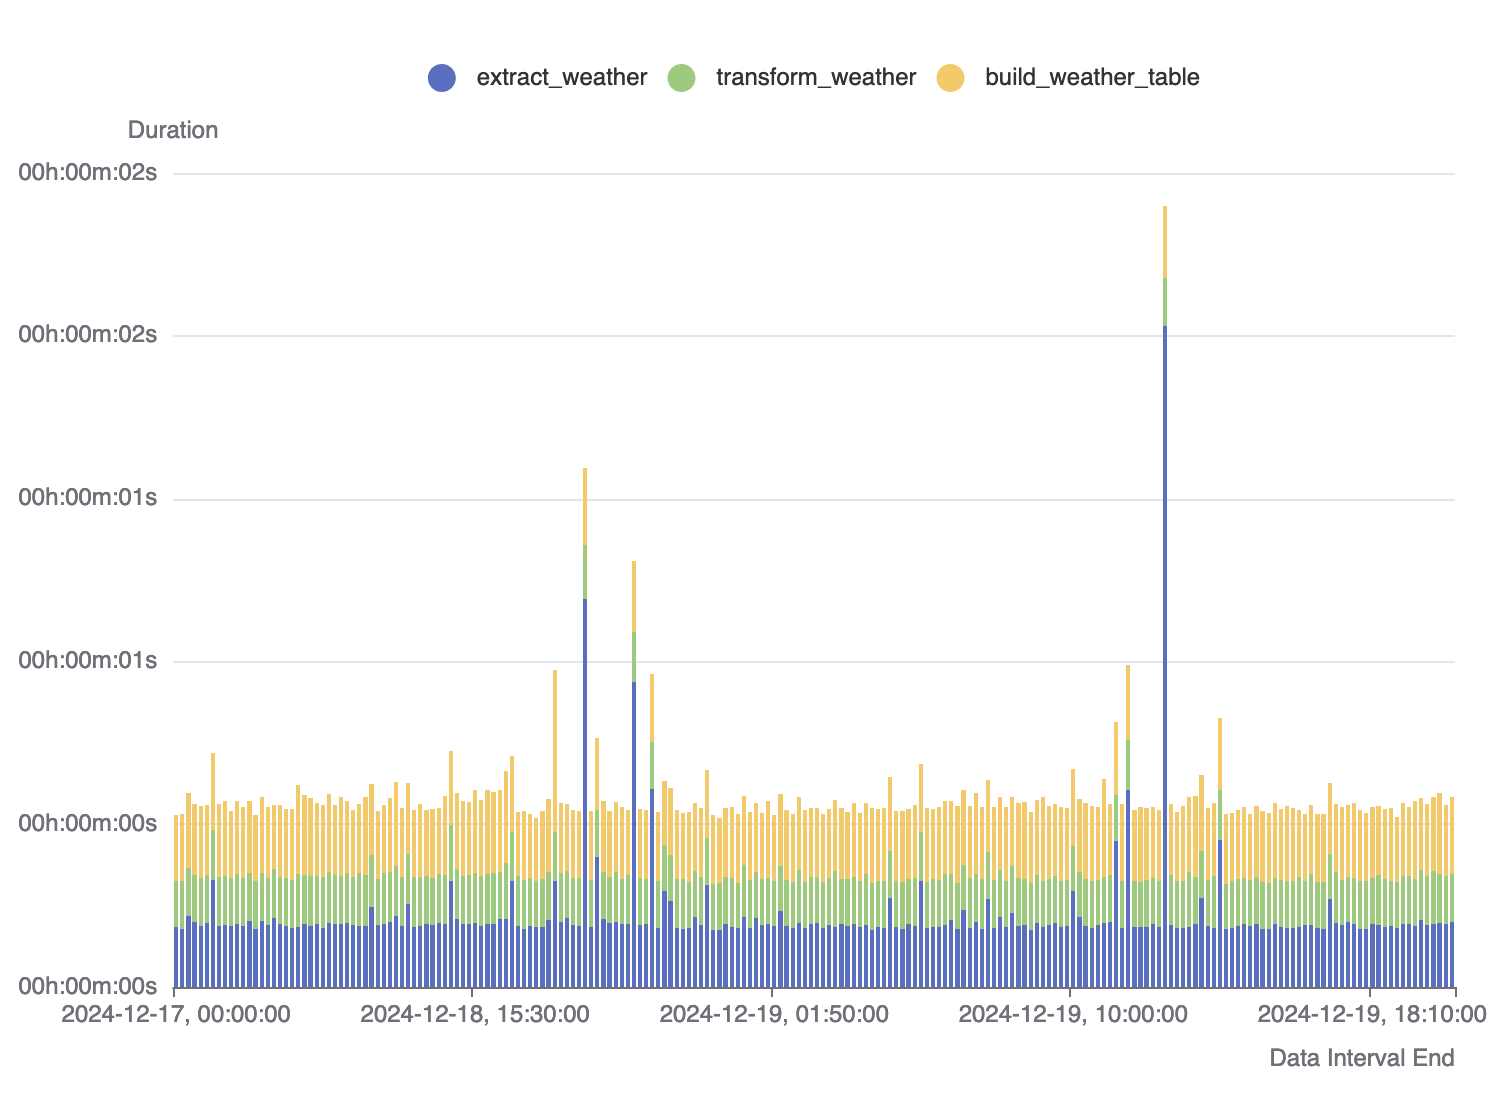 extract_weather transform_weather build_weather_table
Duration
00h:00m:02s
00h:00m:02s
00h:00m:01s
00h:00m:01s
00h:00m:00s
00h:00m:00s
2024-12-17, 00:00:00 2024-12-18, 15:30:00 2024-12-19, 01:50:00 2024-12-19, 10:00:00 2024-12-19, 18:10:00
Data Interval End